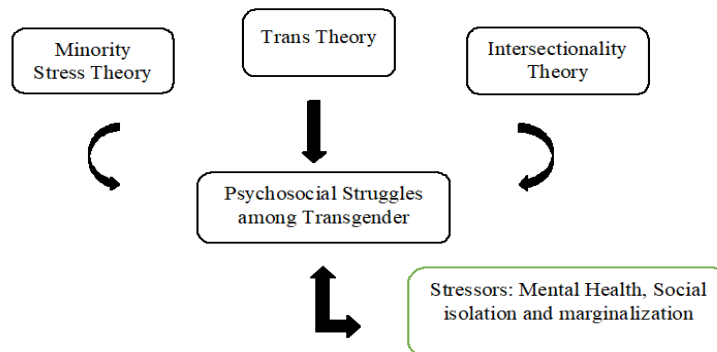 Minority
Stress Theory
Trans Theory
Intersectionality
Theory
Psychosocial Struggles
among Transgender
Stressors: Mental Health, Social
isolation and marginalization